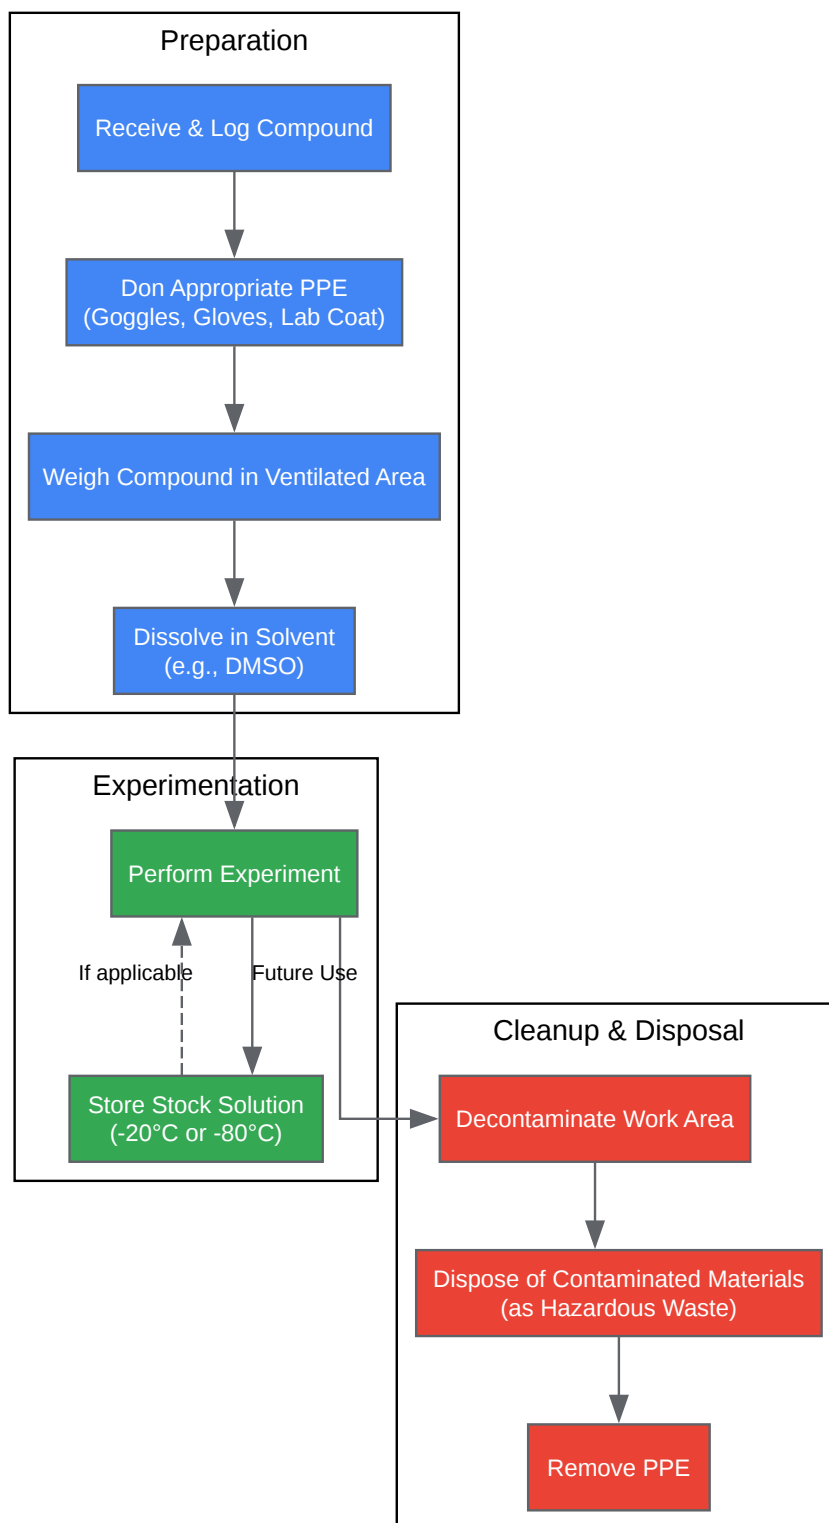 Preparation
Receive & Log Compound
Don Appropriate PPE
(Goggles, Gloves, Lab Coat)
Weigh Compound in Ventilated Area
Dissolve in Solvent
(e.g., DMSO)
Experimentation
Perform Experiment
If applicable
Future Use
Store Stock Solution
(-20°C or -80°C)
Cleanup & Disposal
Decontaminate Work Area
Dispose of Contaminated Materials
(as Hazardous Waste)
Remove PPE